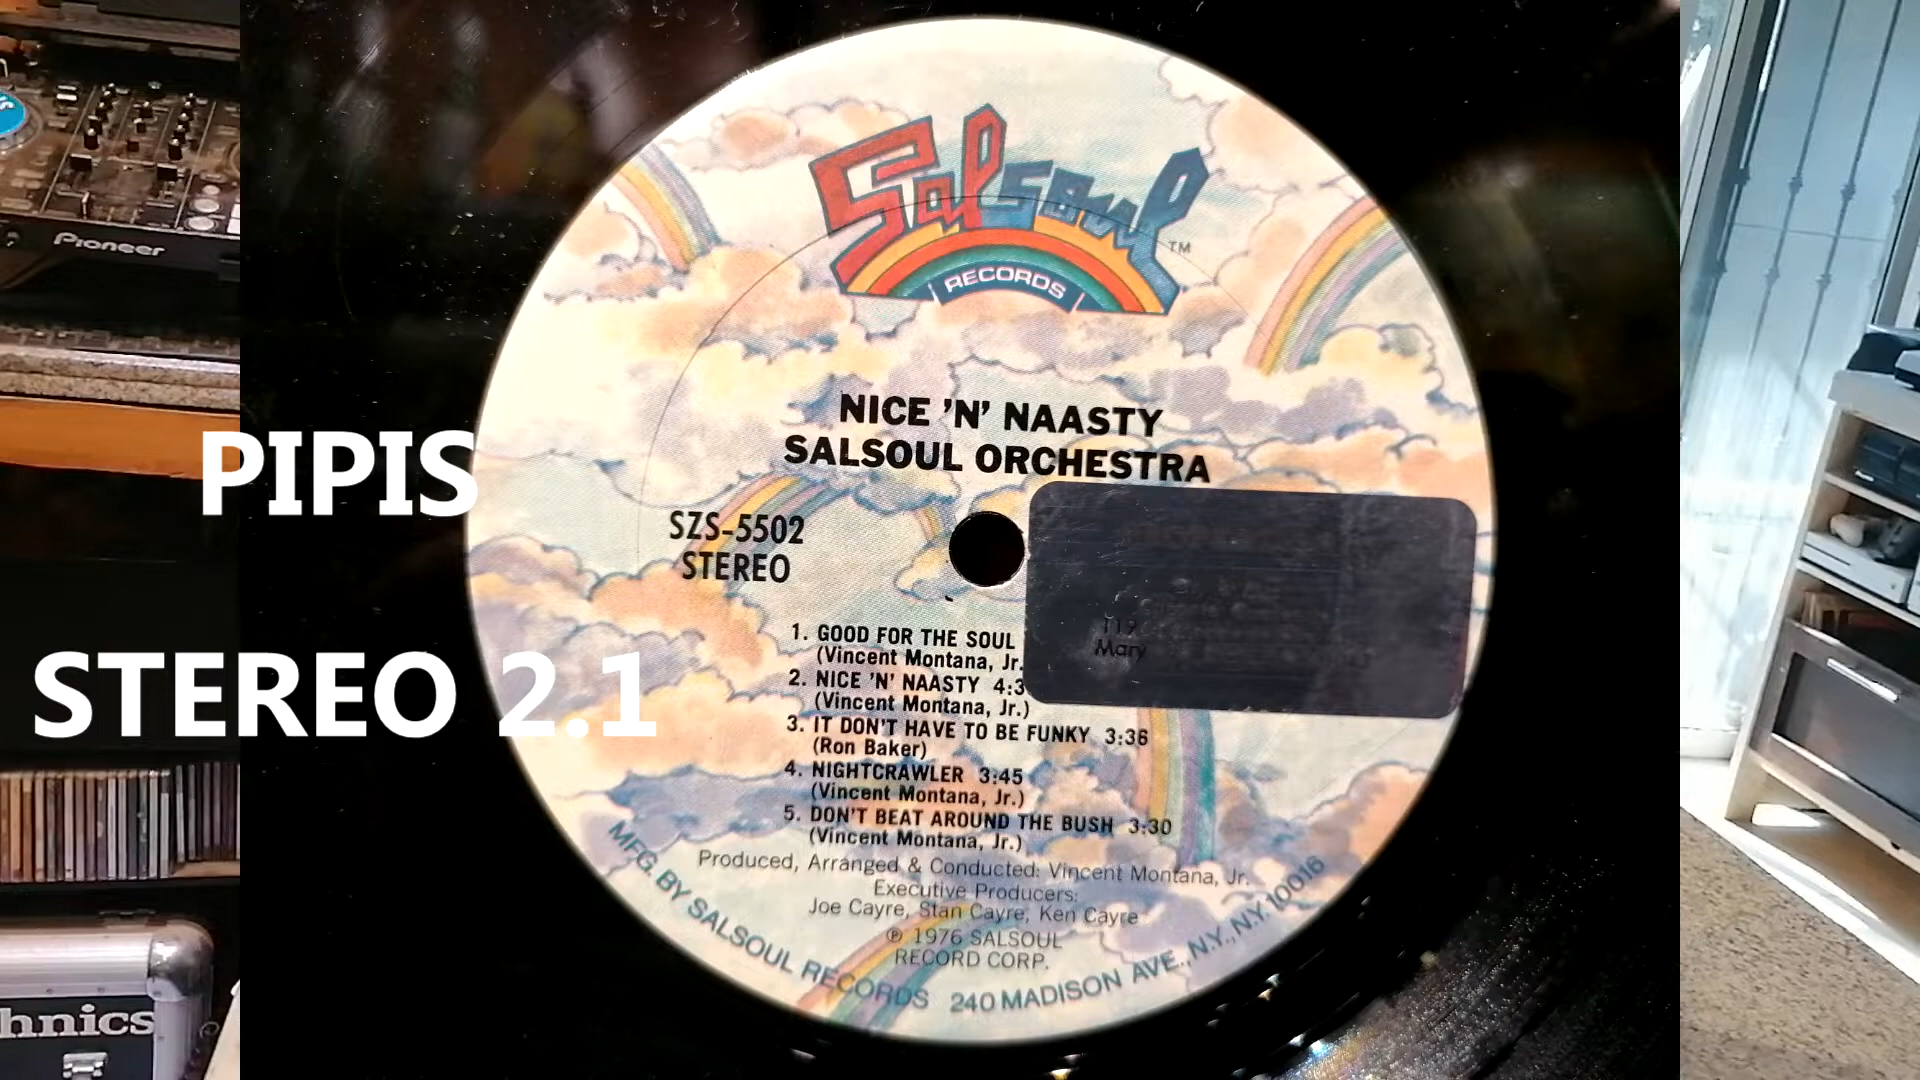 Pioneer
Salsoul
TM
RECORDS
NICE 'N' NAASTY
SALSOUL ORCHESTRA
PIPIS
STEREO 2.1
SZS-5502
STEREO
119
Mary
1. GOOD FOR THE SOUL
(Vincent Montana, Jr.
2. NICE 'N' NAASTY 4:3
(Vincent Montana, Jr.)
3. IT DON'T HAVE TO BE FUNKY 3:36
(Ron Baker)
4. NIGHTCRAWLER 3:45
(Vincent Montana, Jr.)
5. DON'T BEAT AROUND THE BUSH 3:30
(Vincent Montana, Jr.)
Produced, Arranged & Conducted: Vincent Montana, Jr.
Executive Producers:
Joe Cayre, Stan Cayre, Ken Cayre
℗ 1976 SALSOUL
RECORD CORP.
MFG. BY SALSOUL RECORDS 240 MADISON AVE., N.Y., N.Y. 10016
hnics